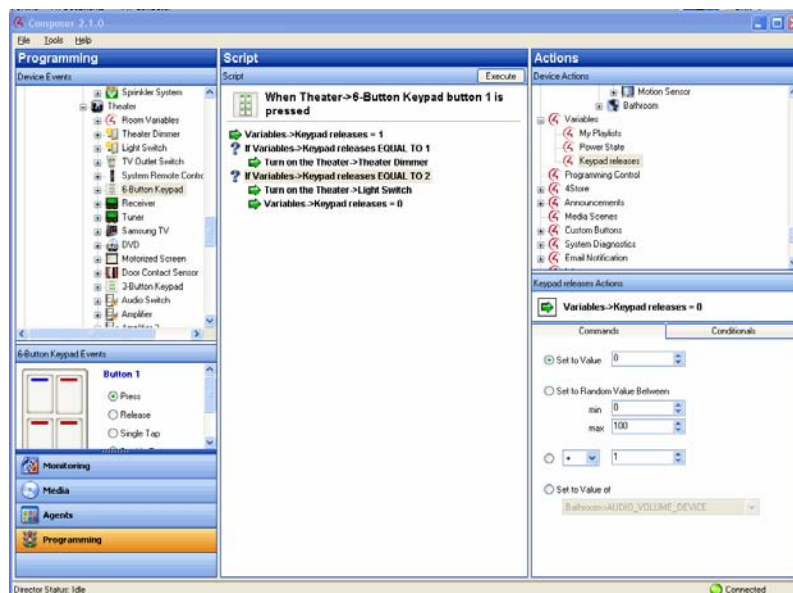 Composer 2.1.0
File Tools Help
Programming
Device Events
Sprinkler System
Theater
Room Variables
Theater Dimmer
Light Switch
TV Outlet Switch
System Remote Contro
6-Button Keypad
Receiver
Tuner
Samsung TV
DVD
Motorized Screen
Door Contact Sensor
3-Button Keypad
Audio Switch
Amplifier
6-Button Keypad Events
Button 1
Press
Release
Single Tap
Monitoring
Media
Agents
Programming
Script
Script Execute
When Theater->6-Button Keypad button 1 is
pressed
Variables->Keypad releases = 1
If Variables->Keypad releases EQUAL TO 1
Turn on the Theater->Theater Dimmer
If Variables->Keypad releases EQUAL TO 2
Turn on the Theater->Light Switch
Variables->Keypad releases = 0
Actions
Device Actions
Motion Sensor
Bathroom
Variables
My Playlists
Power State
Keypad releases
Programming Control
4Store
Announcements
Media Scenes
Custom Buttons
System Diagnostics
Email Notification
Keypad releases Actions
Variables->Keypad releases = 0
Commands Conditionals
Set to Value 0
Set to Random Value Between
min 0
max 100
+ 1
Set to Value of
Bathroom->AUDIO_VOLUME_DEVICE
Director Status: Idle
Connected